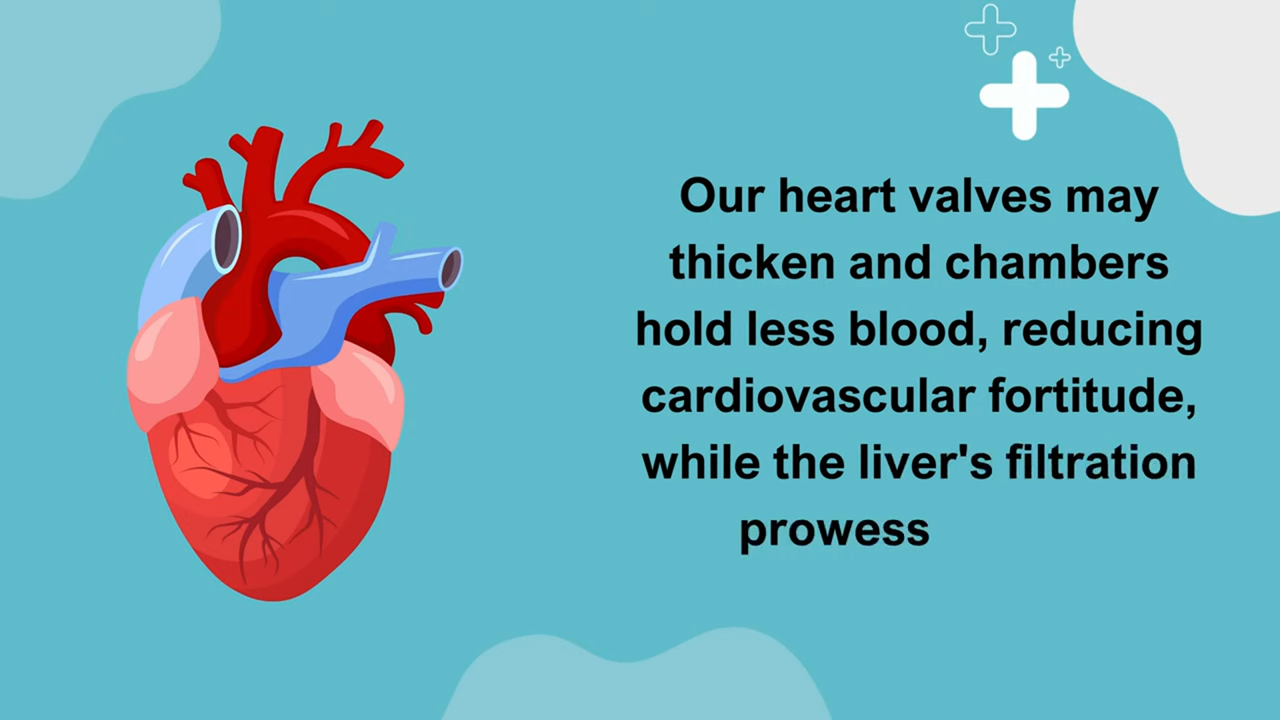 Our heart valves may
thicken and chambers
hold less blood, reducing
cardiovascular fortitude,
while the liver's filtration
prowess